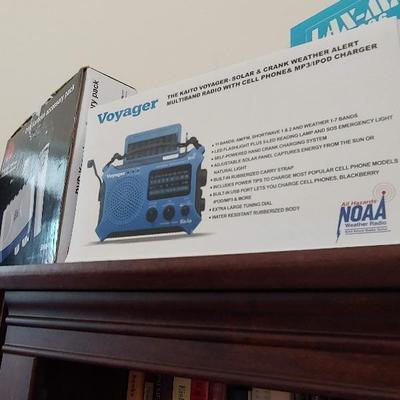 LAX-MA
Voyager
THE KAITO VOYAGER- SOLAR & CRANK WEATHER ALERT
MULTIBAND RADIO WITH CELL PHONE& MP3/IPOD CHARGER
• 11 BANDS: AM/FM, SHORTWAVE 1 & 2 AND WEATHER 1-7 BANDS
• LED FLASHLIGHT PLUS 5-LED READING LAMP AND SOS EMERGENCY LIGHT
• SELF-POWERED HAND CRANK CHARGING SYSTEM
• ADJUSTABLE SOLAR PANEL CAPTURES ENERGY FROM THE SUN OR
NATURAL LIGHT
• BUILT-IN RUBBERIZED CARRY STRAP
• INCLUDES POWER TIPS TO CHARGE MOST POPULAR CELL PHONE MODELS
• BUILT-IN USB PORT LETS YOU CHARGE CELL PHONES, BLACKBERRY
iPOD/MP3 & MORE
• EXTRA LARGE TUNING DIAL
• WATER RESISTANT RUBBERIZED BODY
Voyager
Kaito
All Hazards
NOAA
Weather Radio
accessory pack